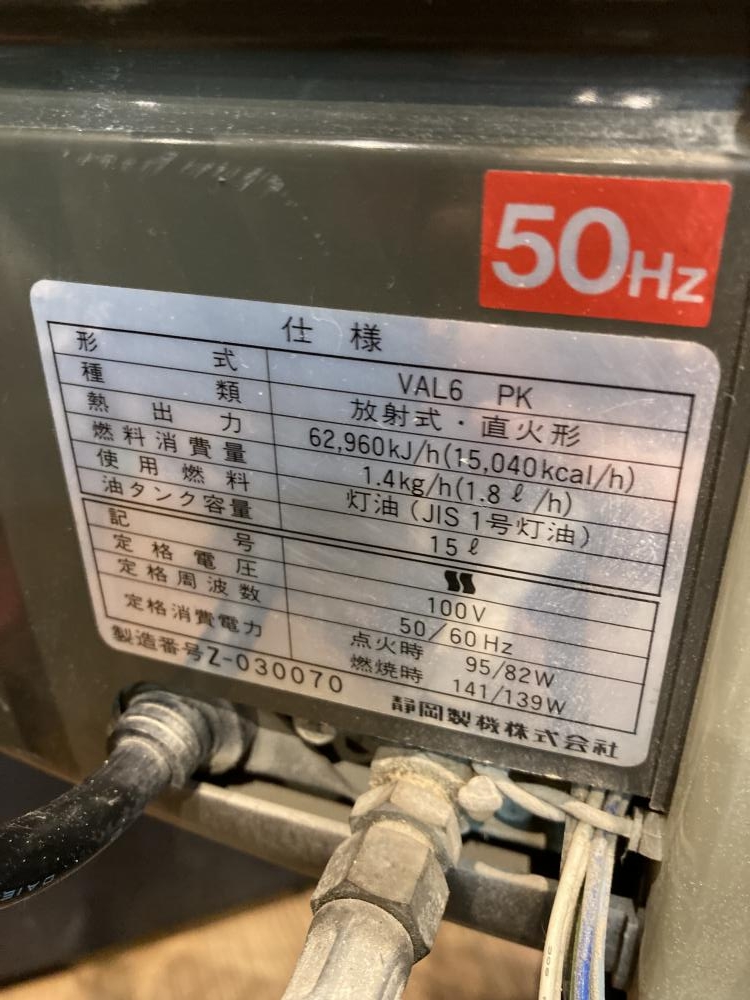 50Hz
仕様
形式 VAL6 PK
種類 放射式・直火形
熱出力 62,960kJ/h(15,040kcal/h)
燃料消費量 1.4kg/h(1.8ℓ/h)
使用燃料 灯油(JIS 1号灯油)
油タンク容量 15ℓ
記号
定格電圧 100V
定格周波数 50/60Hz
定格消費電力 点火時 95/82W
燃焼時 141/139W
製造番号Z-030070
静岡製機株式会社